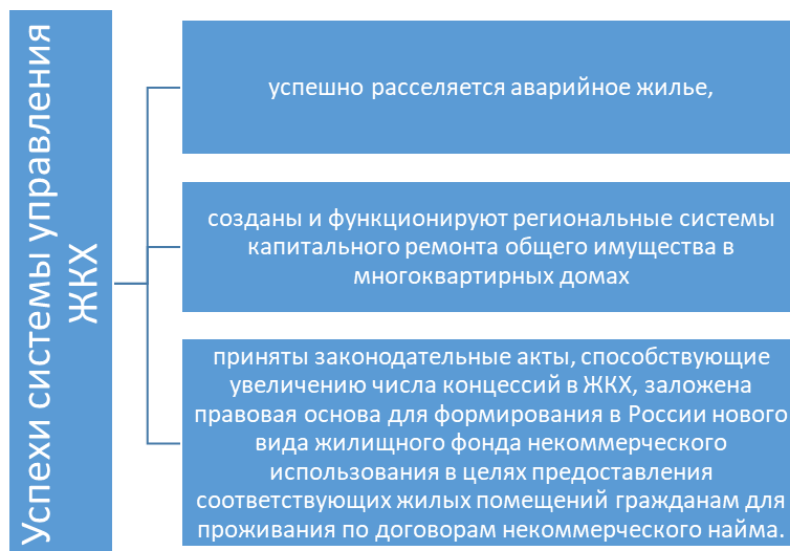 Успехи системы управления
ЖКХ
успешно расселяется аварийное жилье,
созданы и функционируют региональные системы
капитального ремонта общего имущества в
многоквартирных домах
приняты законодательные акты, способствующие
увеличению числа концессий в ЖКХ, заложена
правовая основа для формирования в России нового
вида жилищного фонда некоммерческого
использования в целях предоставления
соответствующих жилых помещений гражданам для
проживания по договорам некоммерческого найма.